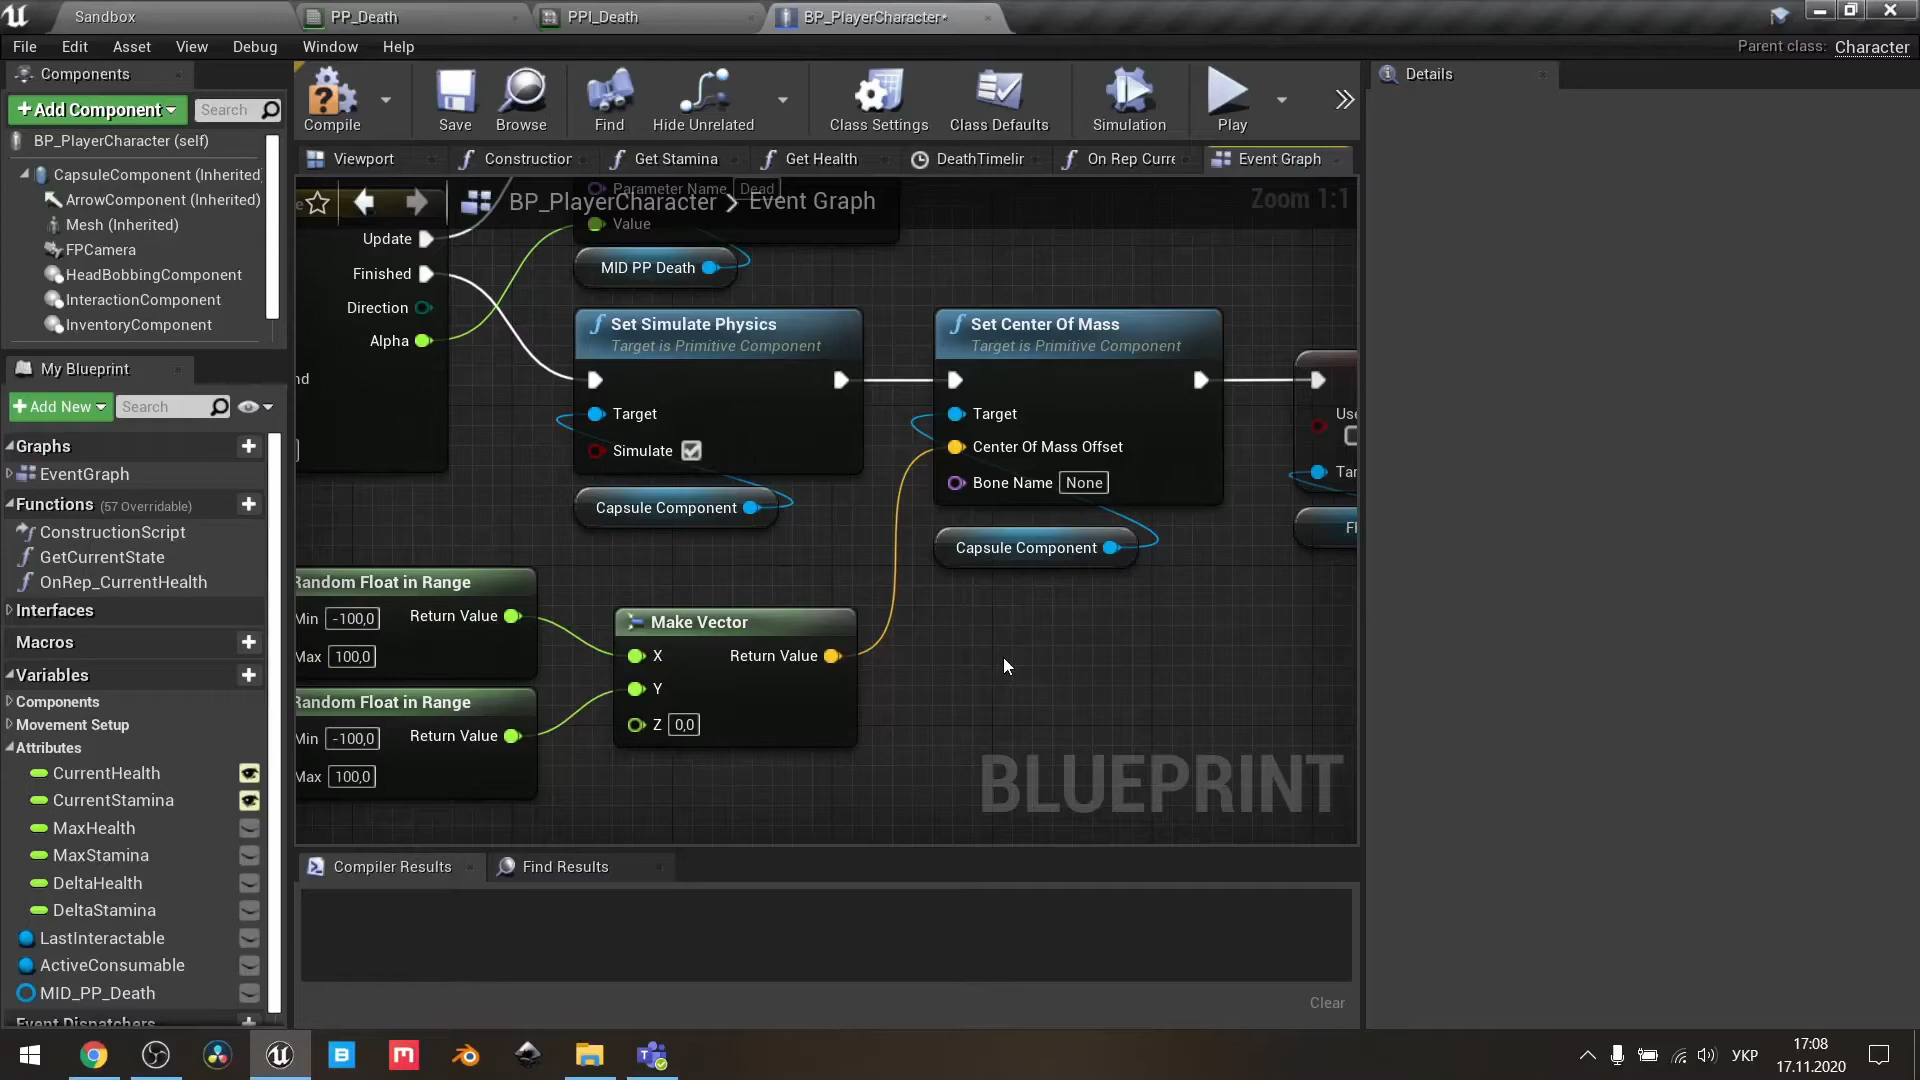 Sandbox
PP_Death
PPI_Death
BP_PlayerCharacter*
File Edit Asset View Debug Window Help
Parent class: Character
Components
+Add Component
Search
BP_PlayerCharacter (self)
CapsuleComponent (Inherited)
ArrowComponent (Inherited)
Mesh (Inherited)
FPCamera
HeadBobbingComponent
InteractionComponent
InventoryComponent
Compile
Save
Browse
Find
Hide Unrelated
Class Settings
Class Defaults
Simulation
Play
Details
Viewport
Construction
Get Stamina
Get Health
DeathTimelin
On Rep Curre
Event Graph
BP_PlayerCharacter > Event Graph
Zoom 1:1
Parameter Name Dead
Value
MID PP Death
Update
Finished
Direction
Alpha
nd
Set Simulate Physics
Target is Primitive Component
Target
Simulate
Capsule Component
Set Center Of Mass
Target is Primitive Component
Target
Center Of Mass Offset
Bone Name None
Capsule Component
Use
Tar
Random Float in Range
Min -100,0 Return Value
Max 100,0
Random Float in Range
Min -100,0 Return Value
Max 100,0
Make Vector
X Return Value
Y
Z 0,0
BLUEPRINT
My Blueprint
+Add New
Search
Graphs
EventGraph
Functions (57 Overridable)
ConstructionScript
GetCurrentState
OnRep_CurrentHealth
Interfaces
Macros
Variables
Components
Movement Setup
Attributes
CurrentHealth
CurrentStamina
MaxHealth
MaxStamina
DeltaHealth
DeltaStamina
LastInteractable
ActiveConsumable
MID_PP_Death
Event Dispatchers
Compiler Results
Find Results
Clear
УКР
17:08
17.11.2020